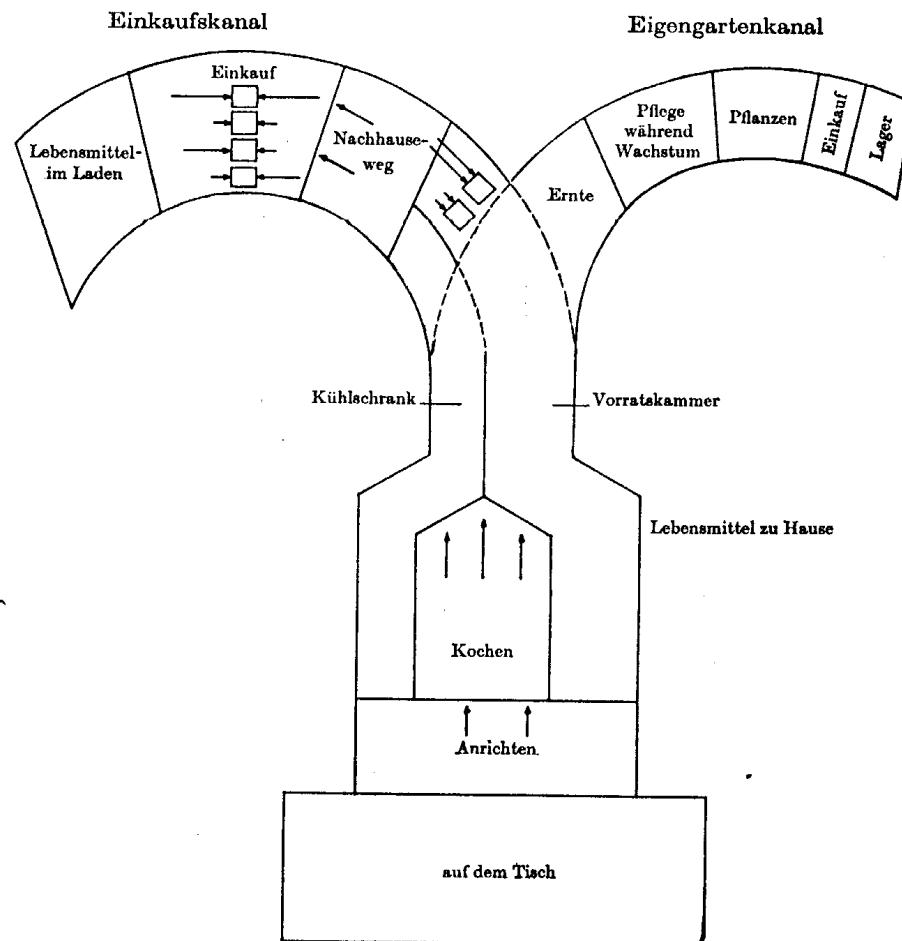 Einkaufskanal
Eigengartenkanal
Einkauf
Lebensmittel-
im Laden
Nachhause-
weg
Ernte
Pflege
während
Wachstum
Pflanzen
Einkauf
Lager
Kühlschrank
Vorratskammer
Lebensmittel zu Hause
Kochen
Anrichten
auf dem Tisch